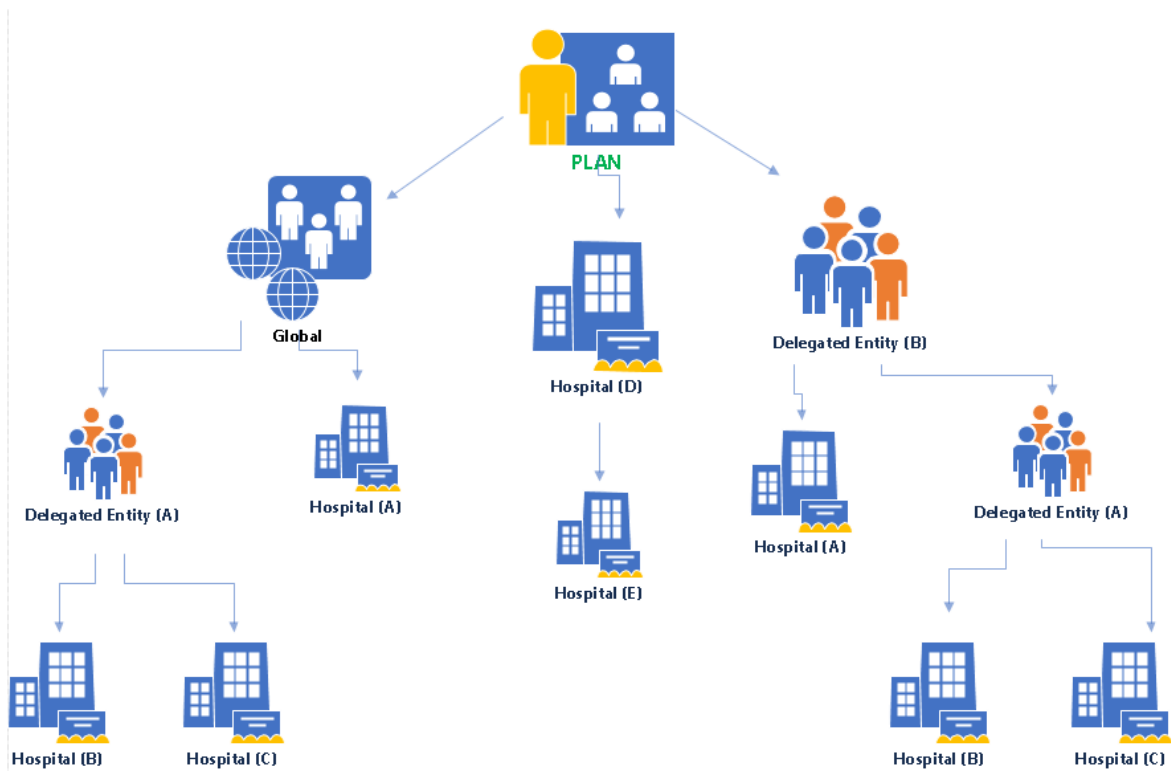 PLAN
Global
Delegated Entity (B)
Hospital (D)
Delegated Entity (A)
Hospital (A)
Hospital (E)
Hospital (A)
Delegated Entity (A)
Hospital (B)
Hospital (C)
Hospital (B)
Hospital (C)